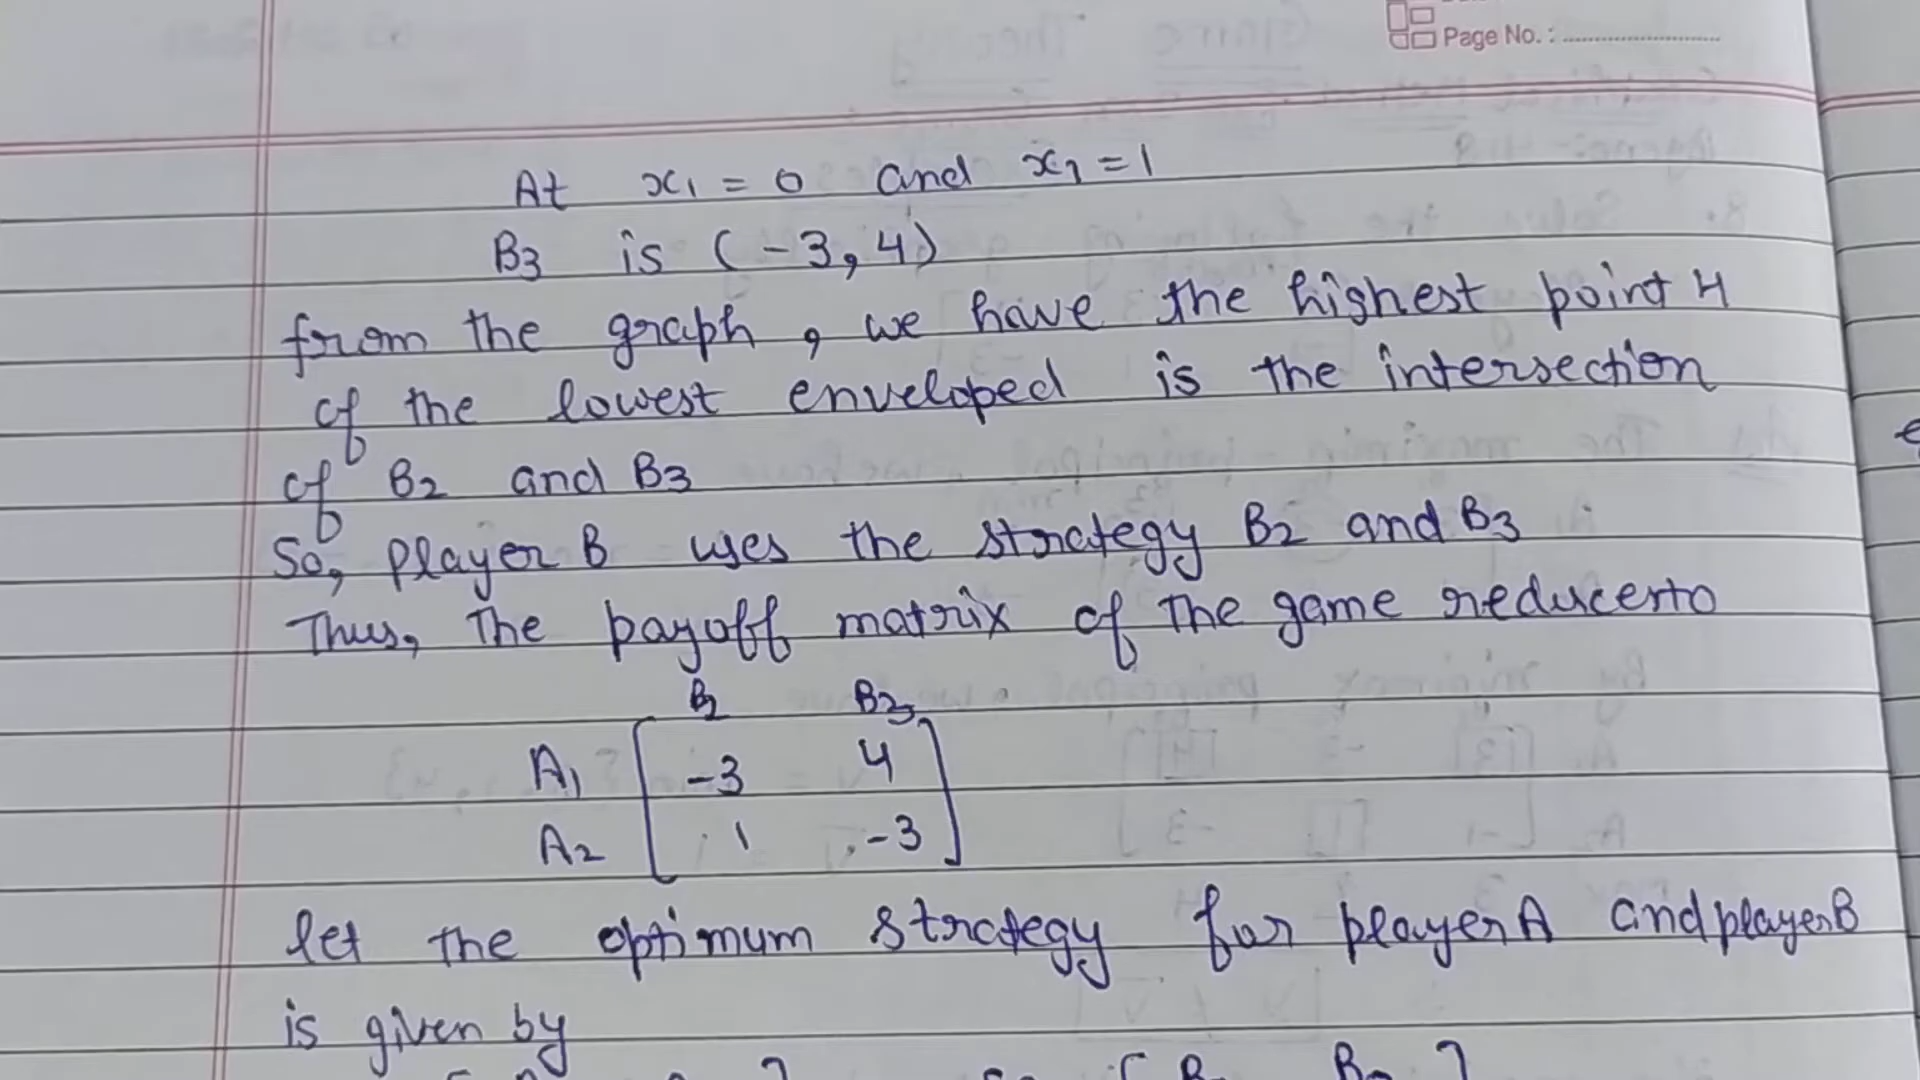 Page No. :
At x₁ = 0 and x₁ = 1
B₃ is (-3, 4)
from the graph, we have the highest point H
of the lowest enveloped is the intersection
of B₂ and B₃
So, player B uses the strategy B₂ and B₃
Thus, the payoff matrix of the game reducesto
B₂ B₃
A₁ [ -3 4 ]
A₂ [ 1 -3 ]
let the optimum strategy for player A and player B
is given by